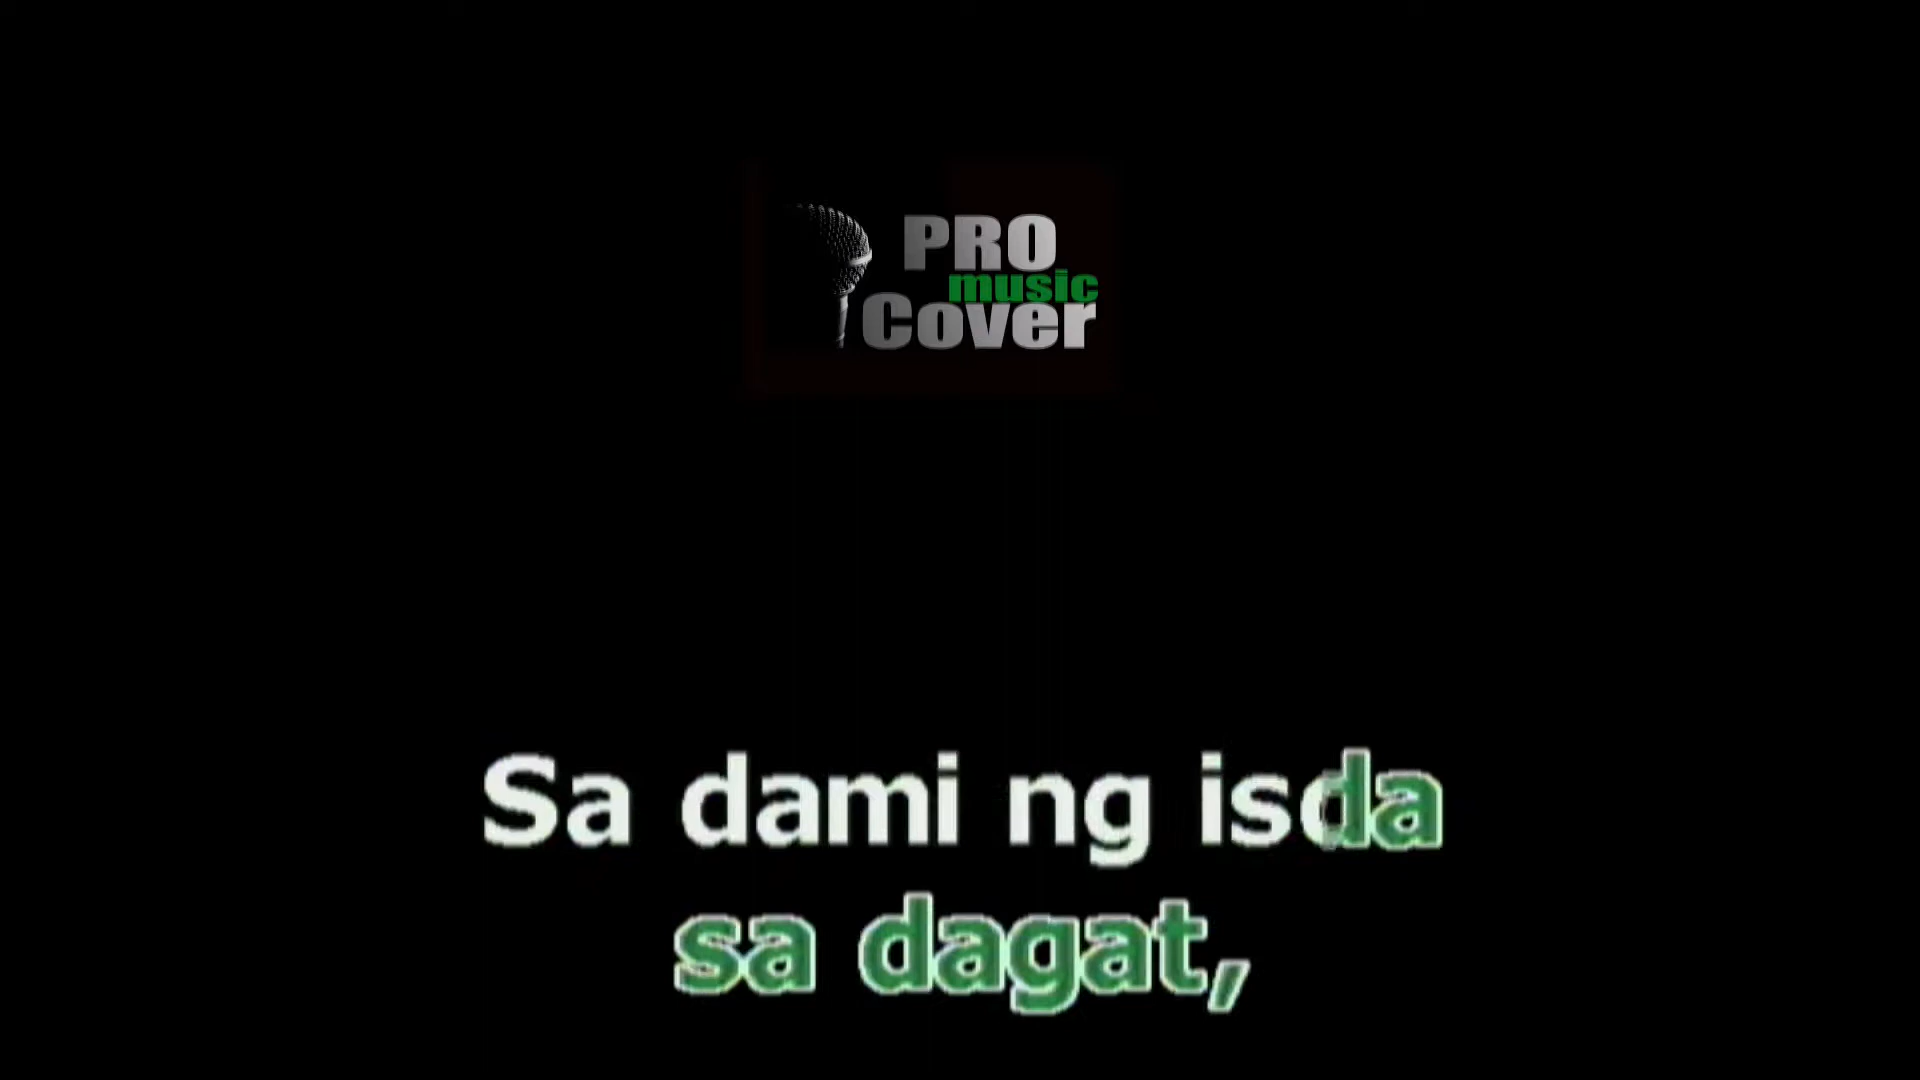 PRO
music
Cover
Sa dami ng isda
sa dagat,